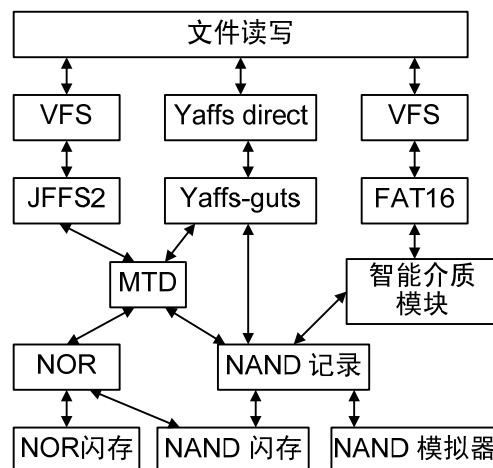 文件读写
VFS
Yaffs direct
VFS
JFFS2
Yaffs-guts
FAT16
MTD
智能介质
模块
NOR
NAND 记录
NOR闪存
NAND 闪存
NAND 模拟器